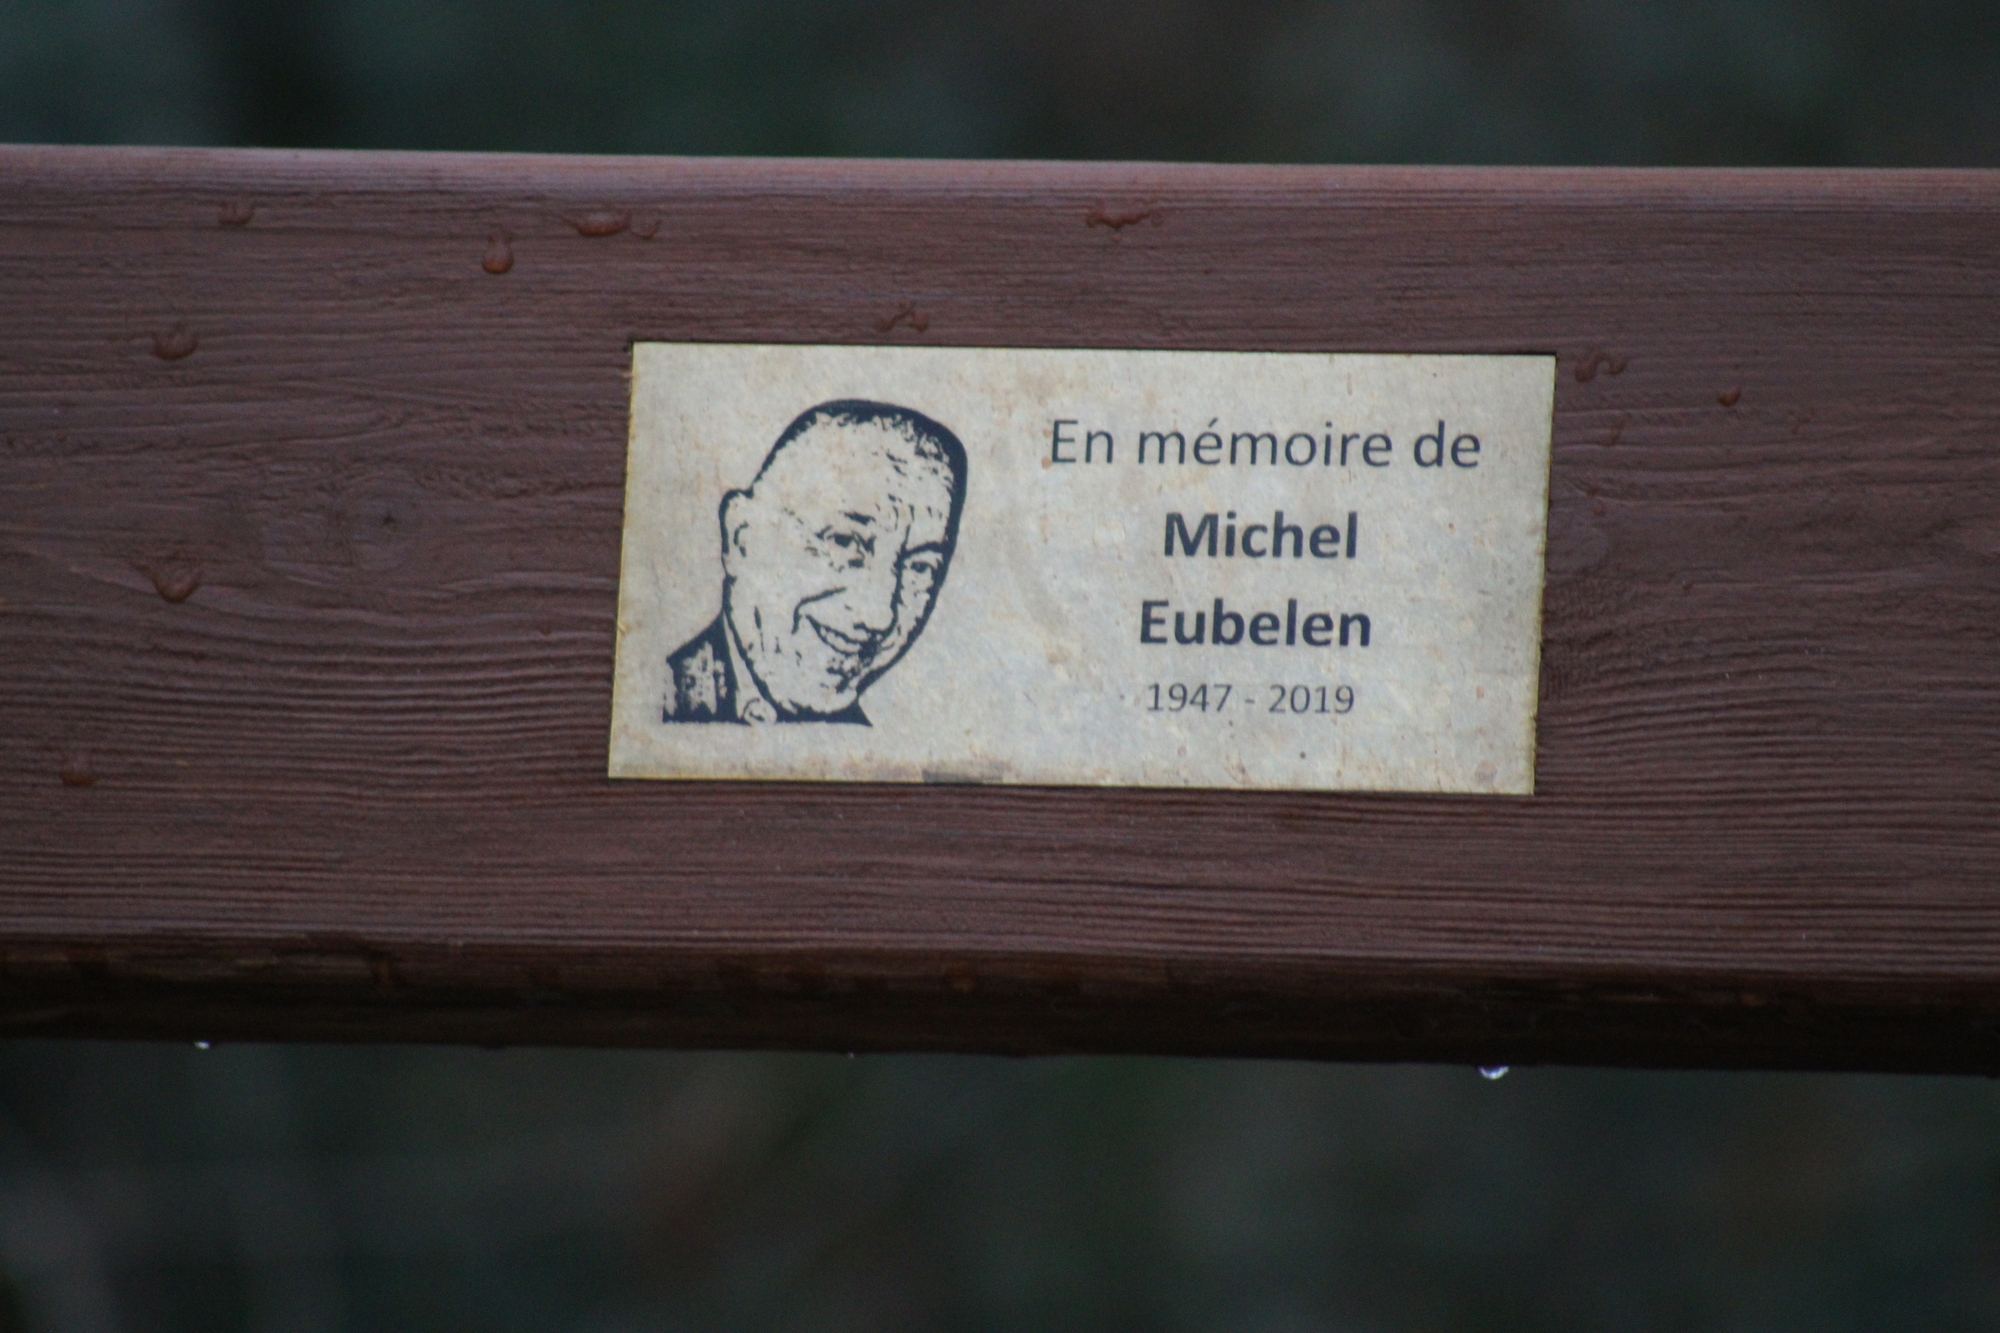 En mémoire de
Michel
Eubelen
1947 - 2019